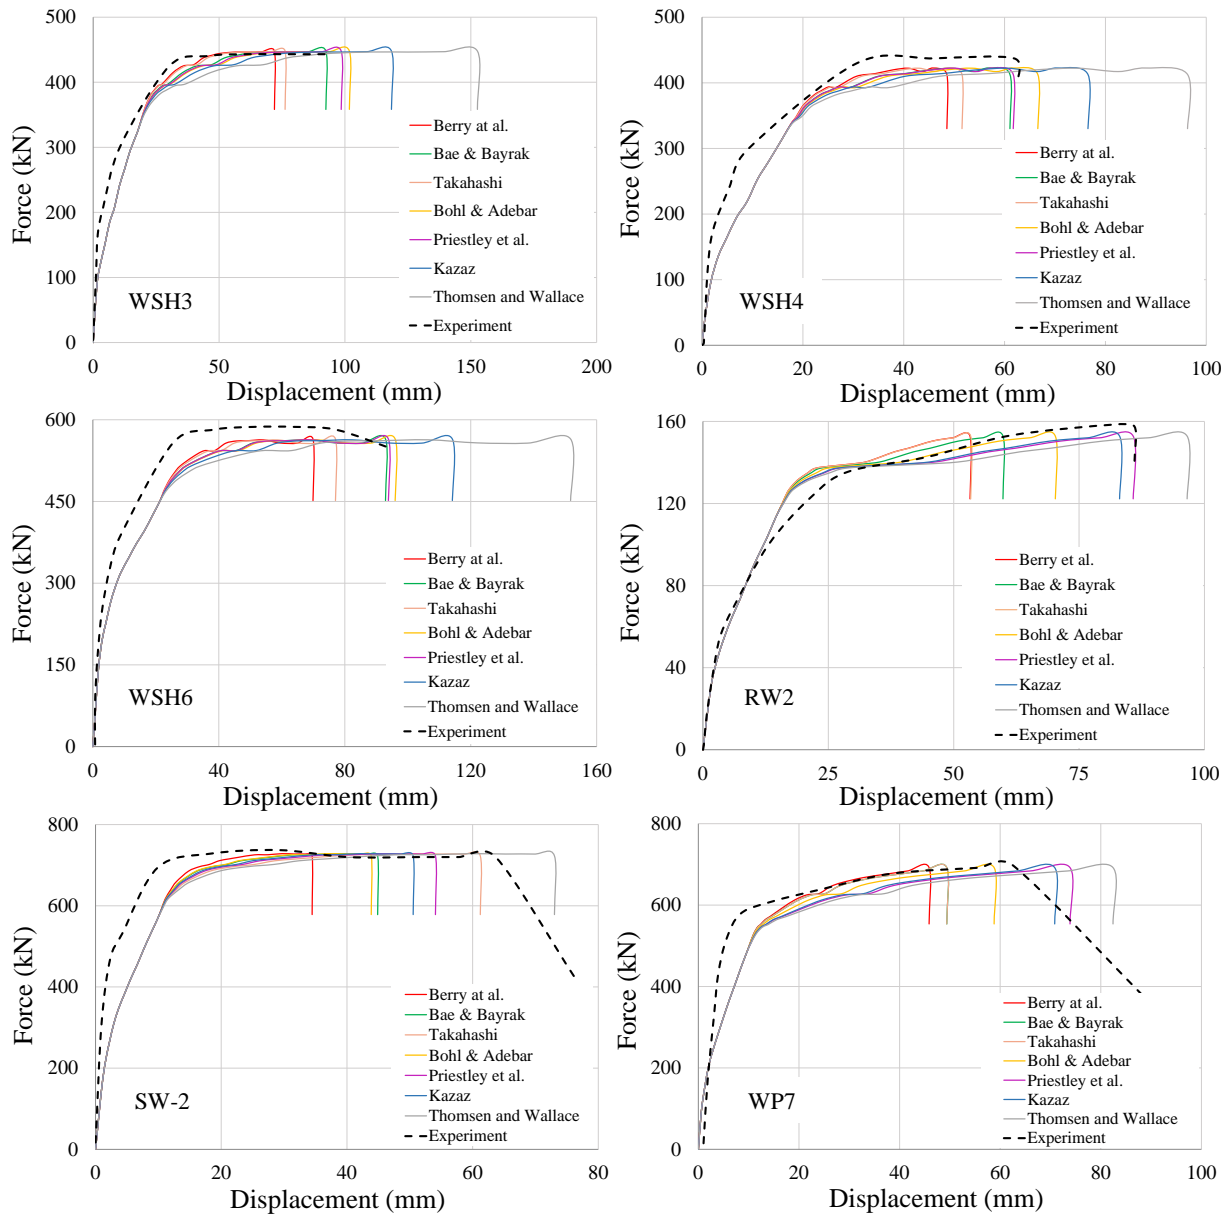 500
400
300
200
100
0
Force (kN)
Berry at al.
Bae & Bayrak
Takahashi
Bohl & Adebar
Priestley et al.
Kazaz
Thomsen and Wallace
Experiment
WSH3
0 50 100 150 200
Displacement (mm)
500
400
300
200
100
0
Force (kN)
Berry at al.
Bae & Bayrak
Takahashi
Bohl & Adebar
Priestley et al.
Kazaz
Thomsen and Wallace
Experiment
WSH4
0 20 40 60 80 100
Displacement (mm)
600
450
300
150
0
Force (kN)
Berry at al.
Bae & Bayrak
Takahashi
Bohl & Adebar
Priestley et al.
Kazaz
Thomsen and Wallace
Experiment
WSH6
0 40 80 120 160
Displacement (mm)
160
120
80
40
0
Force (kN)
Berry et al.
Bae & Bayrak
Takahashi
Bohl & Adebar
Priestley et al.
Kazaz
Thomsen and Wallace
Experiment
RW2
0 25 50 75 100
Displacement (mm)
800
600
400
200
0
Force (kN)
Berry at al.
Bae & Bayrak
Takahashi
Bohl & Adebar
Priestley et al.
Kazaz
Thomsen and Wallace
Experiment
SW-2
0 20 40 60 80
Displacement (mm)
800
600
400
200
0
Force (kN)
Berry at al.
Bae & Bayrak
Takahashi
Bohl & Adebar
Priestley et al.
Kazaz
Thomsen and Wallace
Experiment
WP7
0 20 40 60 80 100
Displacement (mm)